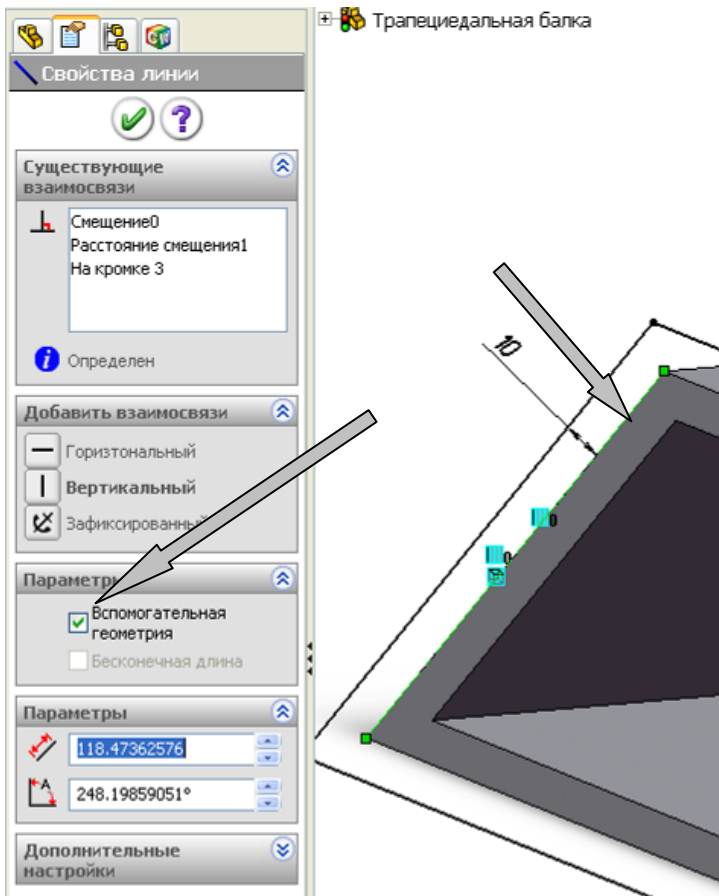 Трапециедальная балка
Свойства линии
Существующие
взаимосвязи
Смещение0
Расстояние смещения1
На кромке 3
Определен
Добавить взаимосвязи
Горизтональный
Вертикальный
Зафиксированный
Параметры
Вспомогательная
геометрия
Бесконечная длина
Параметры
118.47362576
248.19859051°
Дополнительные
настройки
10
0
0